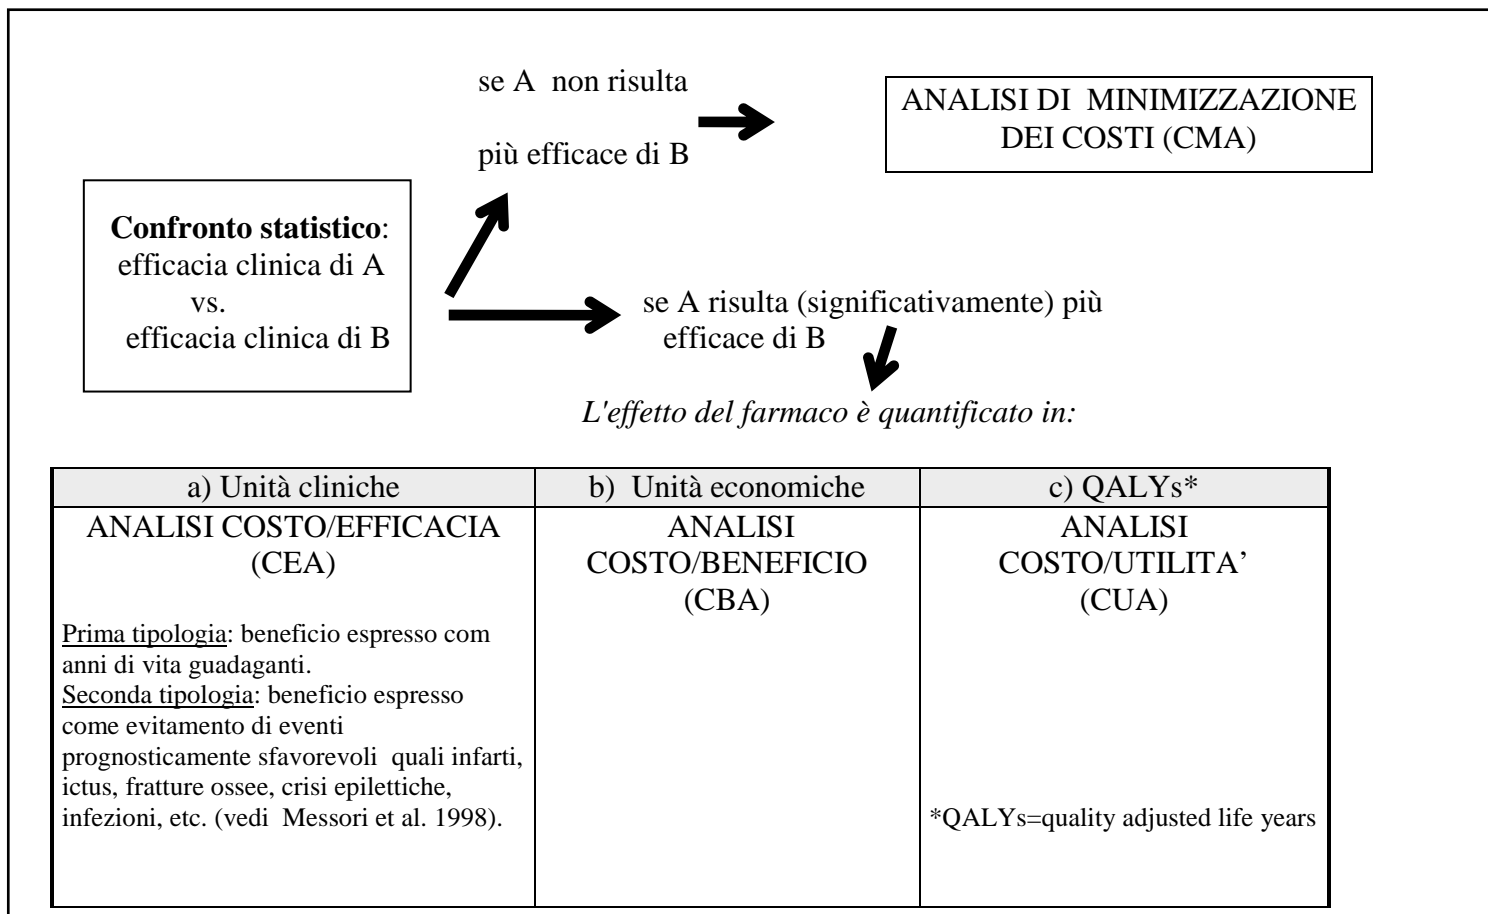 se A  non risulta
più efficace di B
ANALISI DI  MINIMIZZAZIONE
DEI COSTI (CMA)
Confronto statistico:
efficacia clinica di A
vs.
efficacia clinica di B
se A risulta (significativamente) più
efficace di B
L'effetto del farmaco è quantificato in:
a) Unità cliniche
b)  Unità economiche
c) QALYs*
ANALISI COSTO/EFFICACIA
(CEA)
Prima tipologia: beneficio espresso com
anni di vita guadaganti.
Seconda tipologia: beneficio espresso
come evitamento di eventi
prognosticamente sfavorevoli  quali infarti,
ictus, fratture ossee, crisi epilettiche,
infezioni, etc. (vedi  Messori et al. 1998).
ANALISI
COSTO/BENEFICIO
(CBA)
ANALISI
COSTO/UTILITA’
(CUA)
*QALYs=quality adjusted life years